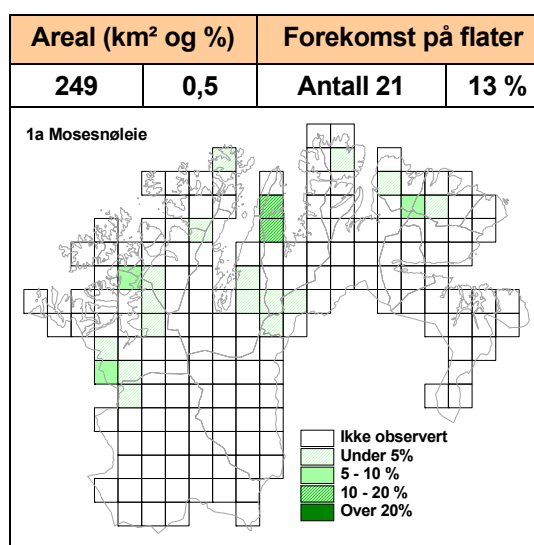 Areal (km² og %) Forekomst på flater
249 0,5 Antall 21 13 %
1a Mosesnøleie
Ikke observert
Under 5%
5 - 10 %
10 - 20 %
Over 20%